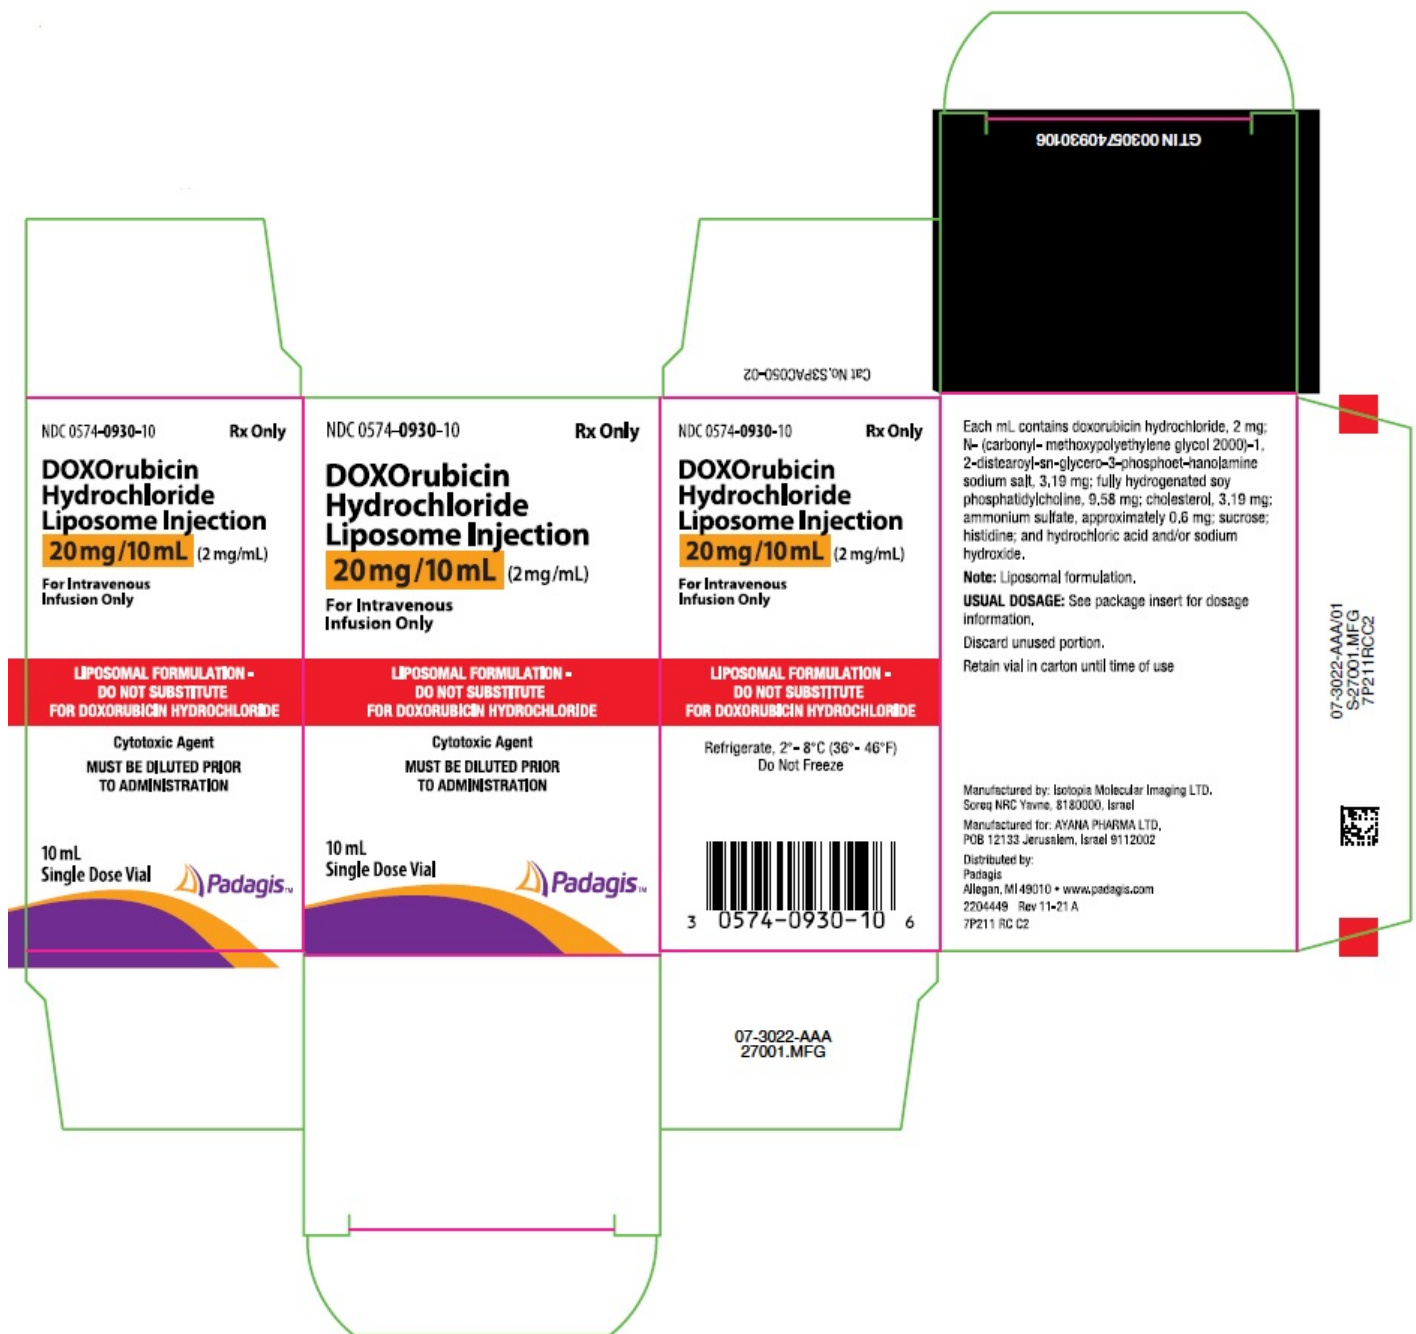 GTIN 00305740930106
Cat No.S3PAC050-02
NDC 0574-0930-10 Rx Only
DOXOrubicin
Hydrochloride
Liposome Injection
20 mg/10 mL (2 mg/mL)
For Intravenous
Infusion Only
LIPOSOMAL FORMULATION -
DO NOT SUBSTITUTE
FOR DOXORUBICIN HYDROCHLORIDE
Cytotoxic Agent
MUST BE DILUTED PRIOR
TO ADMINISTRATION
10 mL
Single Dose Vial
Padagis™
NDC 0574-0930-10 Rx Only
DOXOrubicin
Hydrochloride
Liposome Injection
20 mg/10 mL (2 mg/mL)
For Intravenous
Infusion Only
LIPOSOMAL FORMULATION -
DO NOT SUBSTITUTE
FOR DOXORUBICIN HYDROCHLORIDE
Cytotoxic Agent
MUST BE DILUTED PRIOR
TO ADMINISTRATION
10 mL
Single Dose Vial
Padagis™
NDC 0574-0930-10 Rx Only
DOXOrubicin
Hydrochloride
Liposome Injection
20 mg/10 mL (2 mg/mL)
For Intravenous
Infusion Only
LIPOSOMAL FORMULATION -
DO NOT SUBSTITUTE
FOR DOXORUBICIN HYDROCHLORIDE
Refrigerate, 2°- 8°C (36°- 46°F)
Do Not Freeze
3 0574-0930-10 6
Each mL contains doxorubicin hydrochloride, 2 mg;
N- (carbonyl- methoxypolyethylene glycol 2000)-1,
2-distearoyl-sn-glycero-3-phosphoet-hanolamine
sodium salt, 3.19 mg; fully hydrogenated soy
phosphatidylcholine, 9.58 mg; cholesterol, 3.19 mg;
ammonium sulfate, approximately 0.6 mg; sucrose;
histidine; and hydrochloric acid and/or sodium
hydroxide.
Note: Liposomal formulation.
USUAL DOSAGE: See package insert for dosage
information.
Discard unused portion.
Retain vial in carton until time of use
Manufactured by: Isotopia Molecular Imaging LTD.
Soreq NRC Yavne, 8180000, Israel
Manufactured for: AYANA PHARMA LTD,
POB 12133 Jerusalem, Israel 9112002
Distributed by:
Padagis
Allegan, MI 49010 • www.padagis.com
2204449 Rev 11-21 A
7P211 RC C2
07-3022-AAA/01
S-27001.MFG
7P211RCC2
07-3022-AAA
27001.MFG